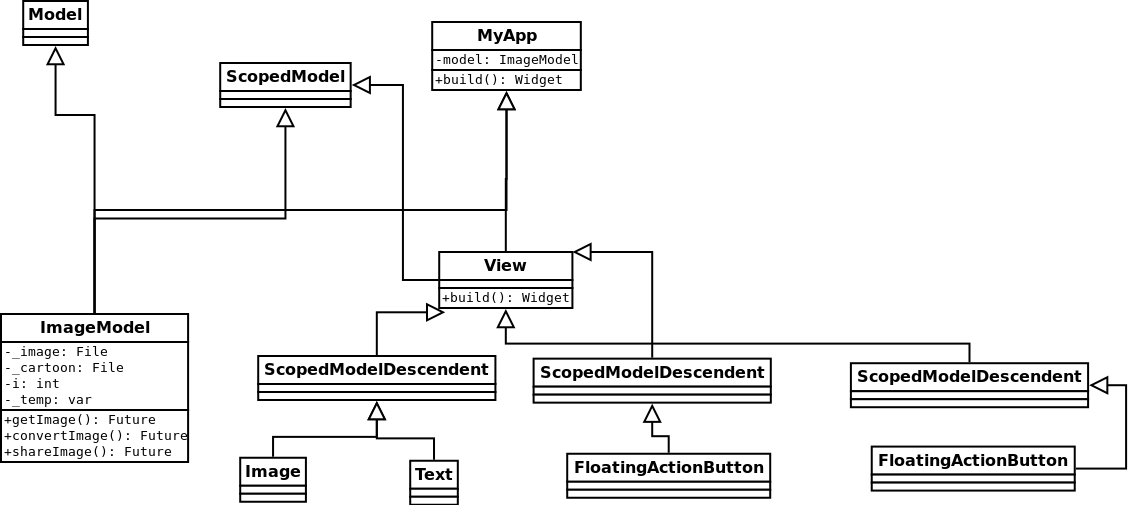 Model
MyApp
-model: ImageModel
+build(): Widget
ScopedModel
View
+build(): Widget
ImageModel
-_image: File
-_cartoon: File
-i: int
-_temp: var
+getImage(): Future
+convertImage(): Future
+shareImage(): Future
ScopedModelDescendent
ScopedModelDescendent
ScopedModelDescendent
Image
Text
FloatingActionButton
FloatingActionButton